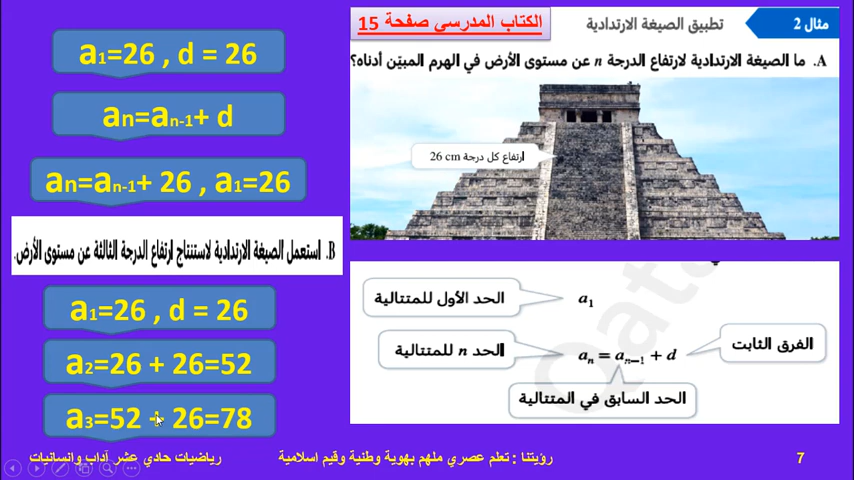 مثال 2
تطبيق الصيغة الارتدادية
الكتاب المدرسي صفحة 15
A. ما الصيغة الارتدادية لارتفاع الدرجة n عن مستوى الأرض في الهرم المبيّن أدناه؟
ارتفاع كل درجة 26 cm
a1=26 , d = 26
an=an-1+ d
an=an-1+ 26 , a1=26
B. استعمل الصيغة الارتدادية لاستنتاج ارتفاع الدرجة الثالثة عن مستوى الأرض.
a1=26 , d = 26
a2=26 + 26=52
a3=52 + 26=78
الحد الأول للمتتالية
a1
الحد n للمتتالية
an = an−1 + d
الفرق الثابت
الحد السابق في المتتالية
Qata
رياضيات حادي عشر آداب وانسانيات
رؤيتنا : تعلم عصري ملهم بهوية وطنية وقيم اسلامية
7